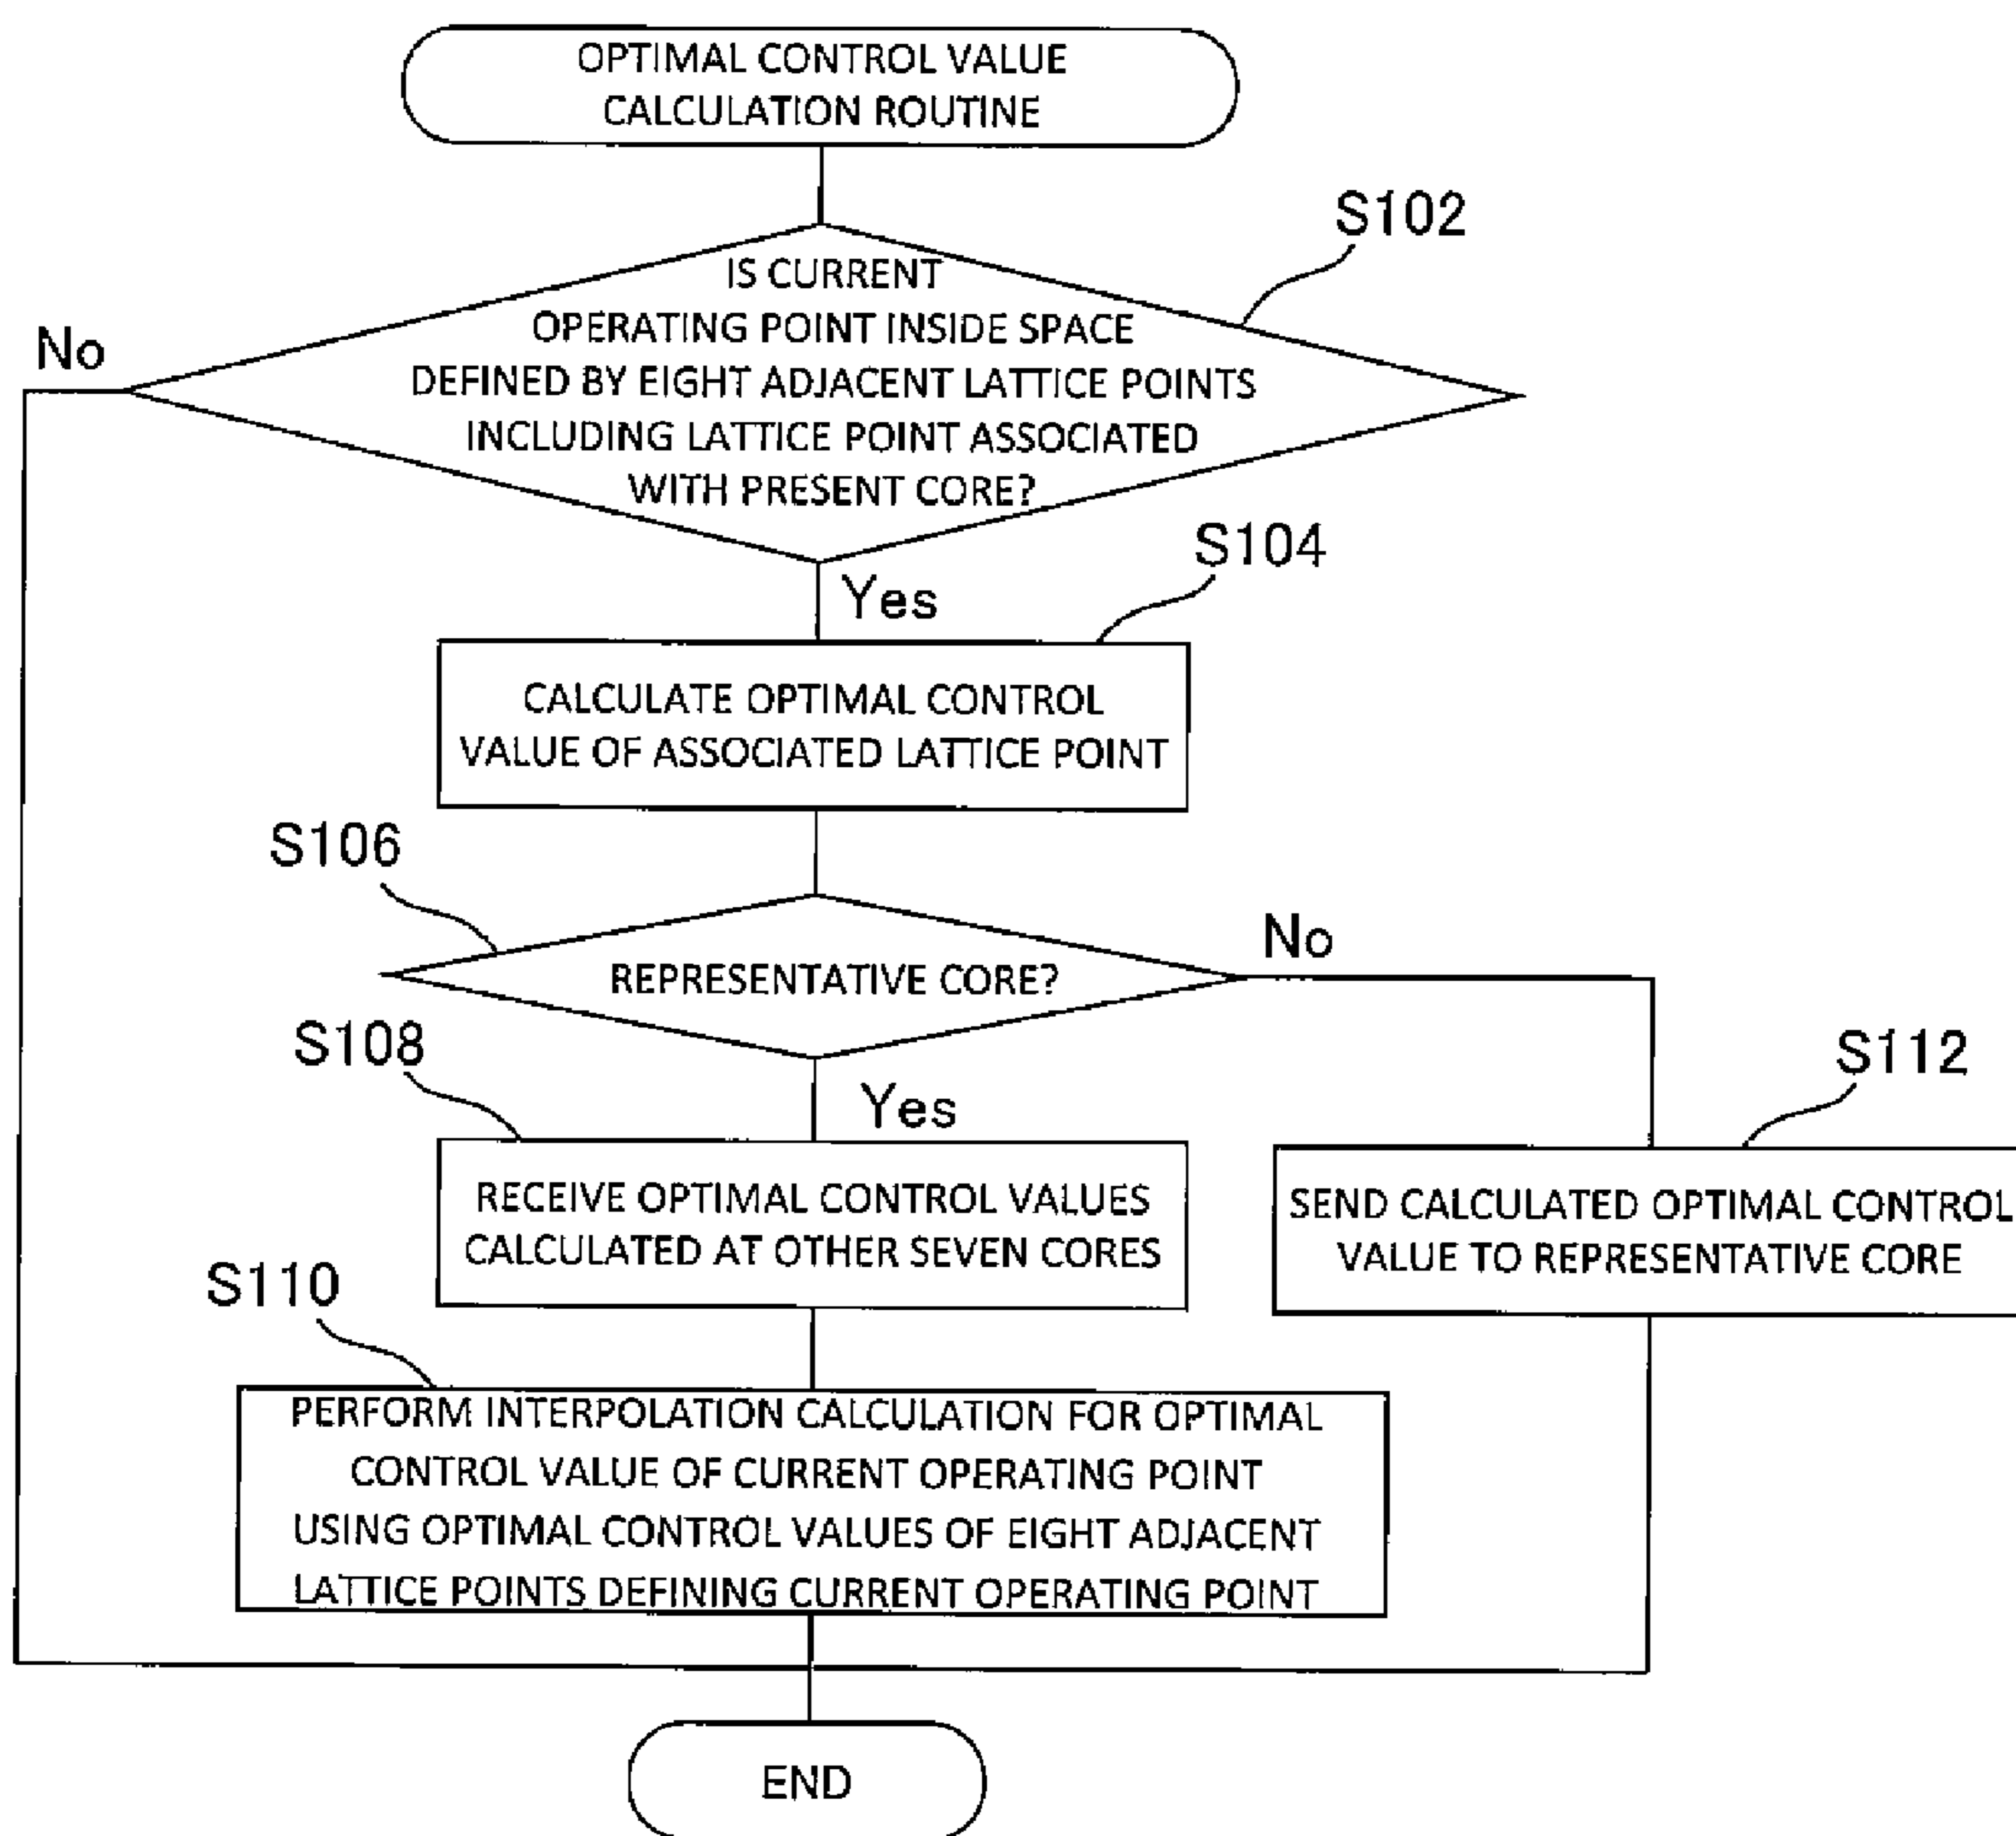 OPTIMAL CONTROL VALUE
CALCULATION ROUTINE
S102
IS CURRENT
OPERATING POINT INSIDE SPACE
DEFINED BY EIGHT ADJACENT LATTICE POINTS
INCLUDING LATTICE POINT ASSOCIATED
WITH PRESENT CORE?
No
Yes
S104
CALCULATE OPTIMAL CONTROL
VALUE OF ASSOCIATED LATTICE POINT
S106
REPRESENTATIVE CORE?
No
Yes
S108
RECEIVE OPTIMAL CONTROL VALUES
CALCULATED AT OTHER SEVEN CORES
S112
SEND CALCULATED OPTIMAL CONTROL
VALUE TO REPRESENTATIVE CORE
S110
PERFORM INTERPOLATION CALCULATION FOR OPTIMAL
CONTROL VALUE OF CURRENT OPERATING POINT
USING OPTIMAL CONTROL VALUES OF EIGHT ADJACENT
LATTICE POINTS DEFINING CURRENT OPERATING POINT
END